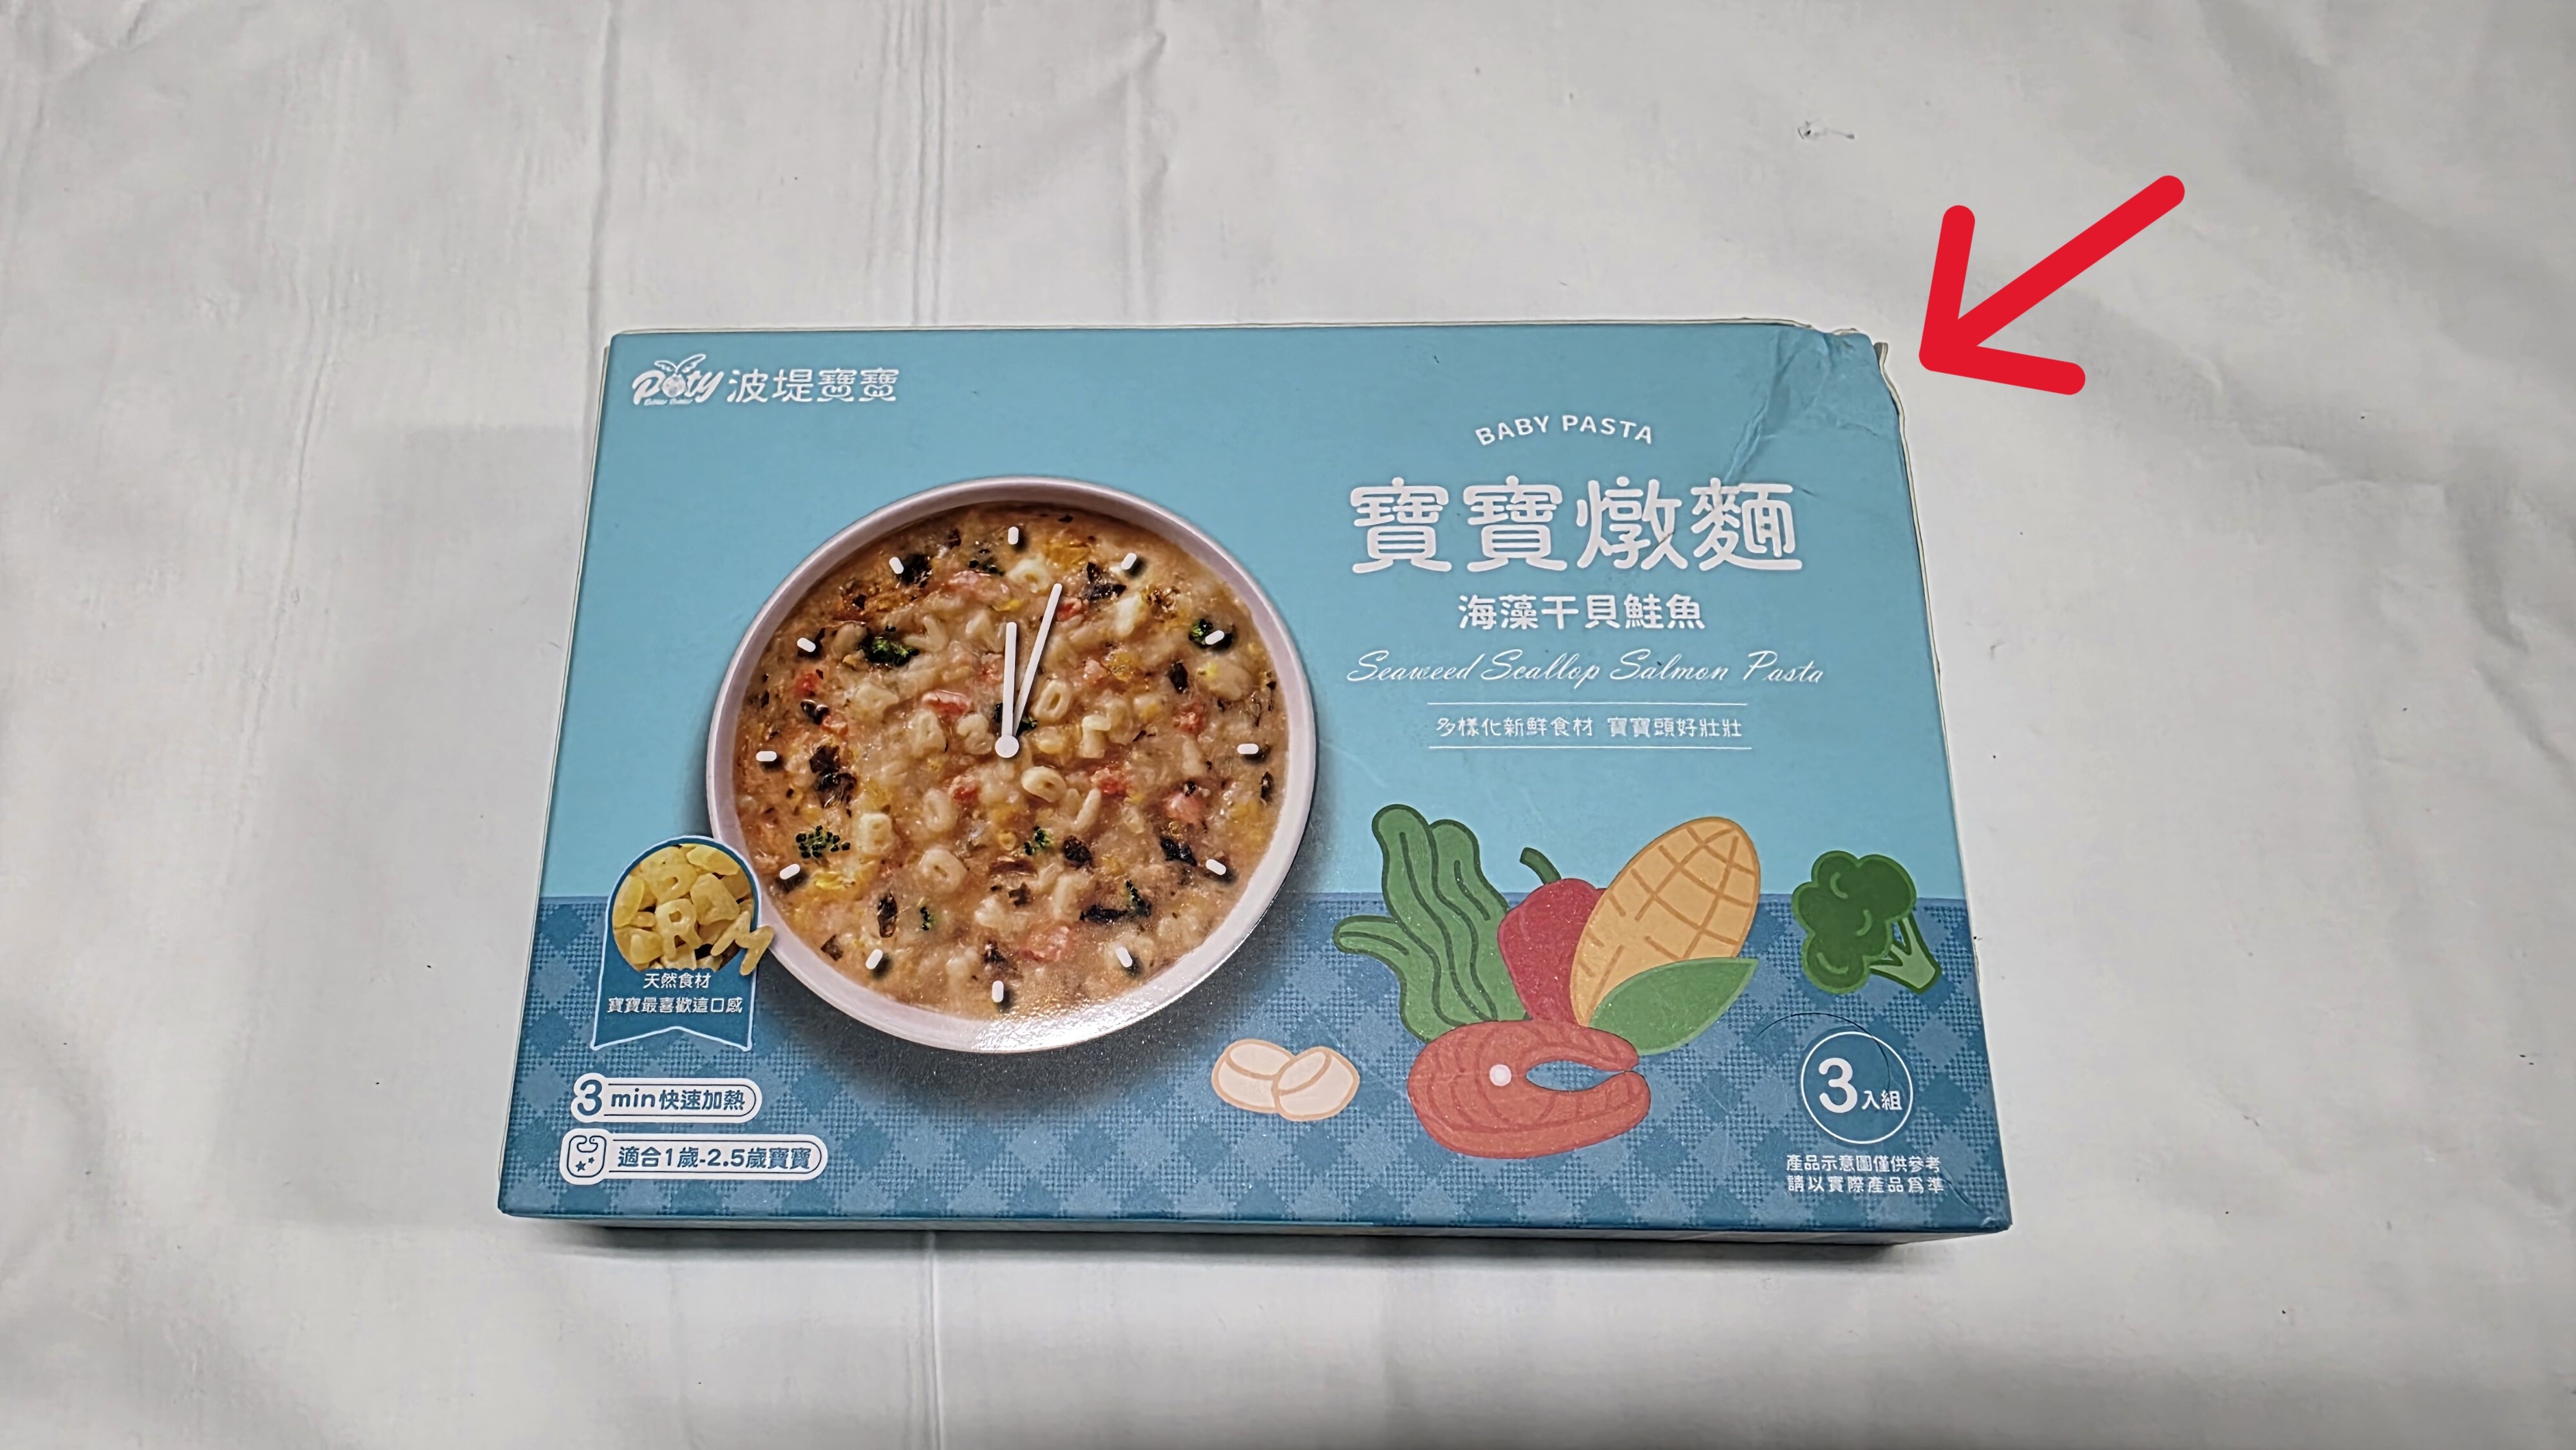 Poty 波堤寶寶
BABY PASTA
寶寶燉麵
海藻干貝鮭魚
Seaweed Scallop Salmon Pasta
多樣化新鮮食材 寶寶頭好壯壯
天然食材
寶寶最喜歡這口感
3min快速加熱
適合1歲-2.5歲寶寶
3入組
產品示意圖僅供參考
請以實際產品為準